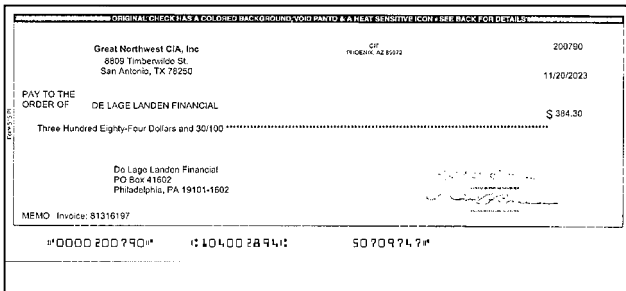 ORIGINAL CHECK HAS A COLORED BACKGROUND, VOID PANTO & A HEAT SENSITIVE ICON • SEE BACK FOR DETAILS
Great Northwest CIA, Inc
8809 Timberwilde St.
San Antonio, TX 78250
CIT
PHOENIX, AZ 85072
200790
11/20/2023
PAY TO THE
ORDER OF DE LAGE LANDEN FINANCIAL
$ 384.30
Three Hundred Eighty-Four Dollars and 30/100
De Lage Landen Financial
PO Box 41602
Philadelphia, PA 19101-1602
MEMO Invoice: 81316197
⑈0000200790⑈ ⑆104002894⑆ 50709747⑈